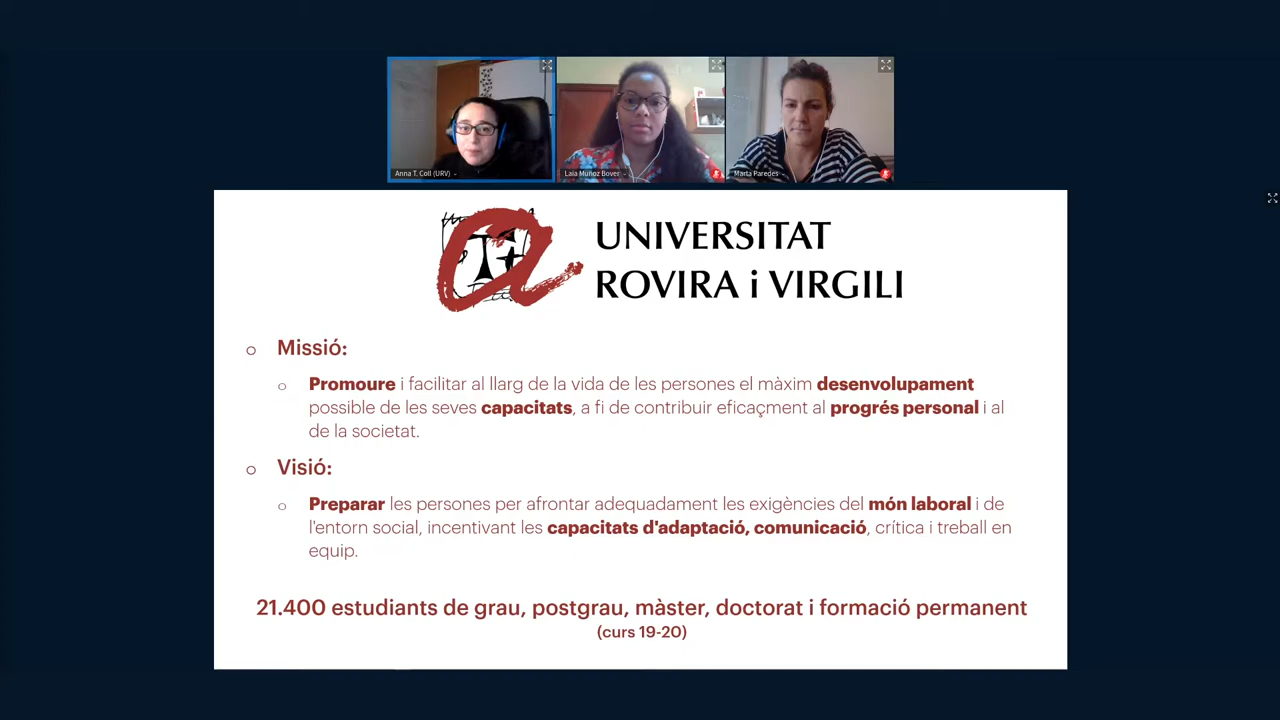 Anna T. Coll (URV)
Laia Muñoz Bover
Marta Paredes
UNIVERSITAT
ROVIRA i VIRGILI
Missió:
Promoure i facilitar al llarg de la vida de les persones el màxim desenvolupament
possible de les seves capacitats, a fi de contribuir eficaçment al progrés personal i al
de la societat.
Visió:
Preparar les persones per afrontar adequadament les exigències del món laboral i de
l'entorn social, incentivant les capacitats d'adaptació, comunicació, crítica i treball en
equip.
21.400 estudiants de grau, postgrau, màster, doctorat i formació permanent
(curs 19-20)